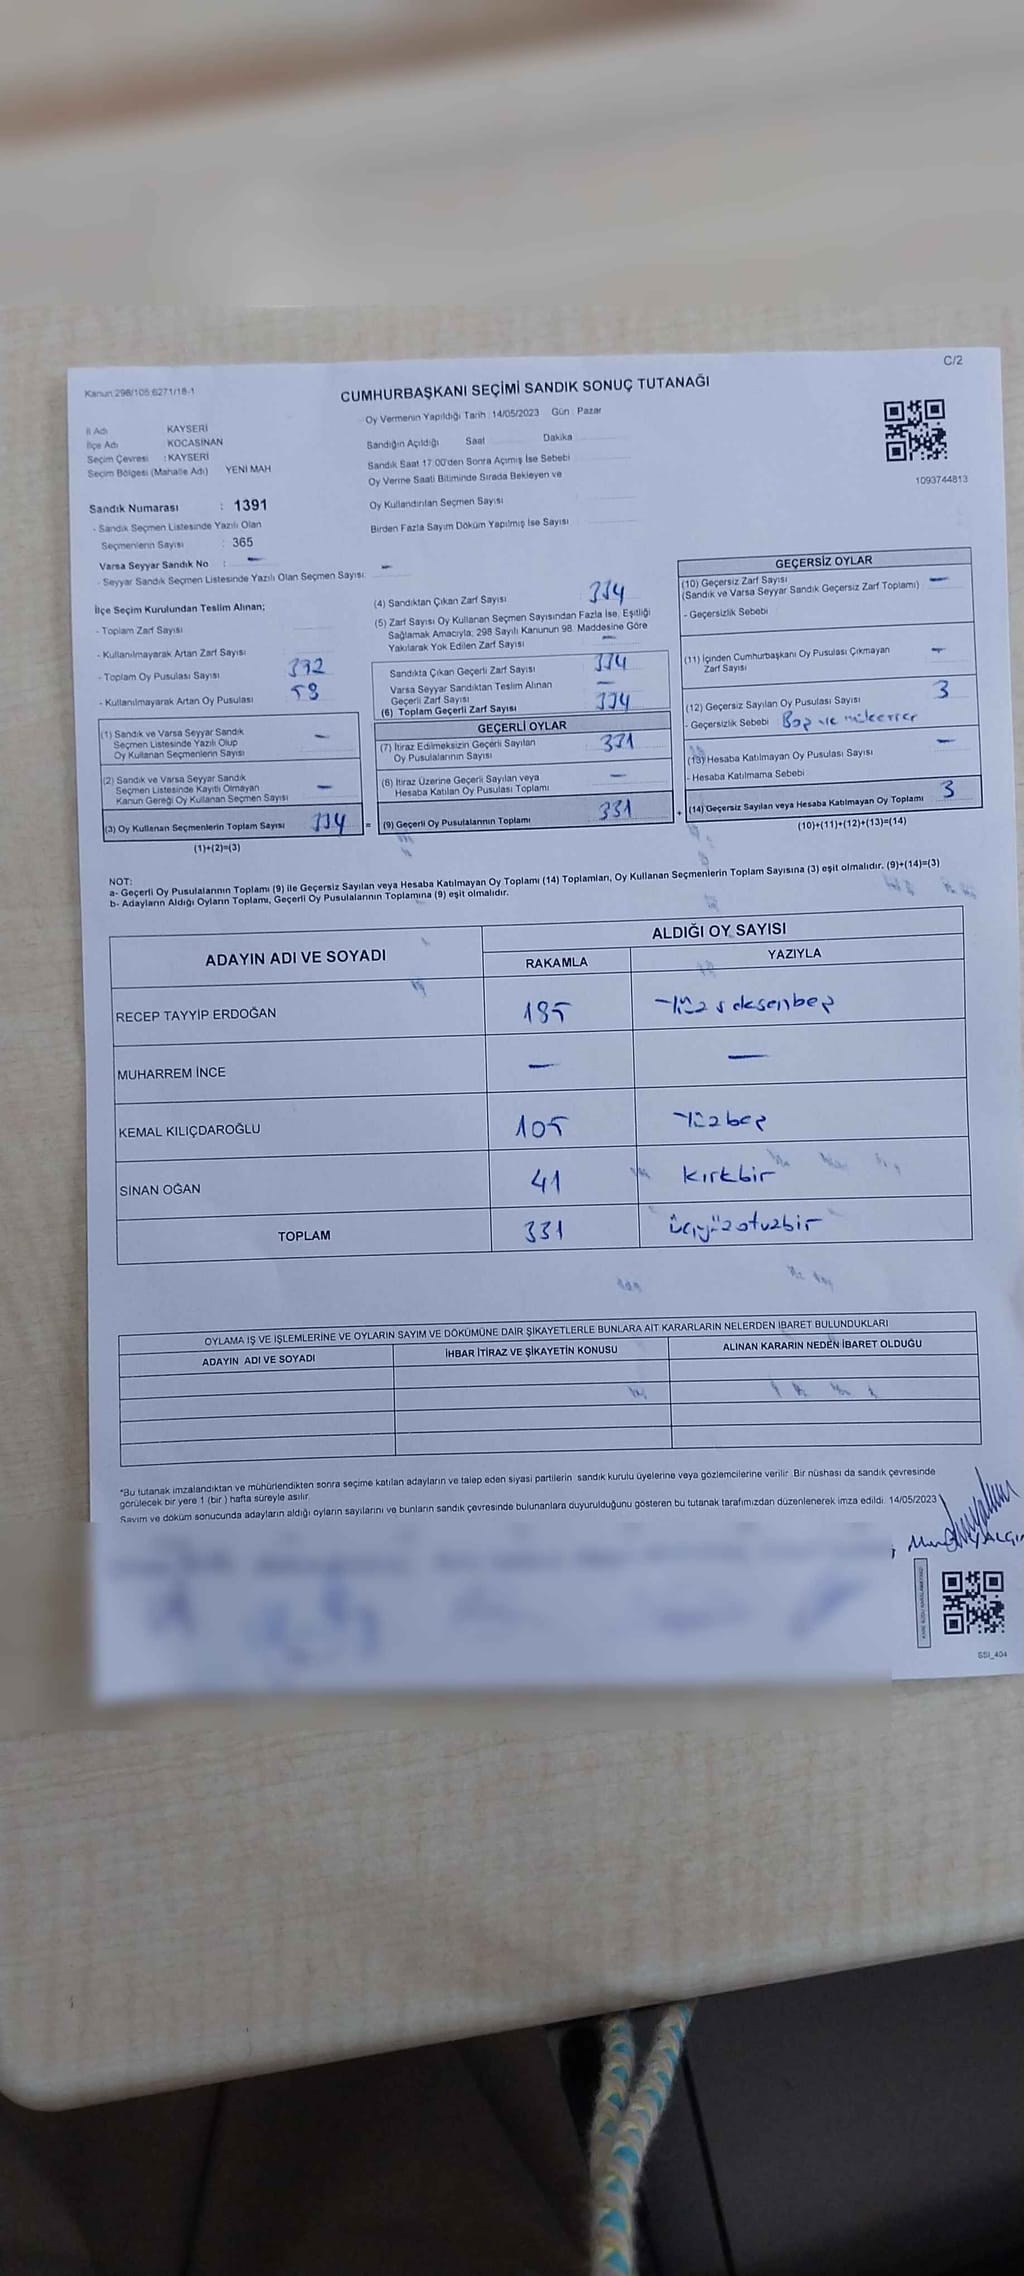 C/2
Kanun:298/105;6271/18-1
CUMHURBAŞKANI SEÇİMİ SANDIK SONUÇ TUTANAĞI
Oy Vermenin Yapıldığı Tarih : 14/05/2023 Gün : Pazar
İl Adı KAYSERİ
İlçe Adı : KOCASİNAN
Seçim Çevresi : KAYSERİ
Seçim Bölgesi (Mahalle Adı) YENİ MAH
Sandığın Açıldığı Saat Dakika
Sandık Saat 17:00'den Sonra Açılmış İse Sebebi
Oy Verme Saati Bitiminde Sırada Bekleyen ve
Oy Kullandırılan Seçmen Sayısı
Birden Fazla Sayım Döküm Yapılmış İse Sayısı
1093744813
Sandık Numarası : 1391
- Sandık Seçmen Listesinde Yazılı Olan
Seçmenlerin Sayısı : 365
Varsa Seyyar Sandık No : —
- Seyyar Sandık Seçmen Listesinde Yazılı Olan Seçmen Sayısı: —
İlçe Seçim Kurulundan Teslim Alınan;
- Toplam Zarf Sayısı
- Kullanılmayarak Artan Zarf Sayısı
- Toplam Oy Pusulası Sayısı 392
- Kullanılmayarak Artan Oy Pusulası 58
(1) Sandık ve Varsa Seyyar Sandık
Seçmen Listesinde Yazılı Olup
Oy Kullanan Seçmenlerin Sayısı —
(2) Sandık ve Varsa Seyyar Sandık
Seçmen Listesinde Kayıtlı Olmayan
Kanun Gereği Oy Kullanan Seçmen Sayısı —
(3) Oy Kullanan Seçmenlerin Toplam Sayısı 334 =
(1)+(2)=(3)
(4) Sandıktan Çıkan Zarf Sayısı 334
(5) Zarf Sayısı Oy Kullanan Seçmen Sayısından Fazla İse, Eşitliği
Sağlamak Amacıyla; 298 Sayılı Kanunun 98. Maddesine Göre
Yakılarak Yok Edilen Zarf Sayısı —
Sandıkta Çıkan Geçerli Zarf Sayısı 334
Varsa Seyyar Sandıktan Teslim Alınan
Geçerli Zarf Sayısı —
(6) Toplam Geçerli Zarf Sayısı 334
GEÇERLİ OYLAR
(7) İtiraz Edilmeksizin Geçerli Sayılan
Oy Pusulalarının Sayısı 331
(8) İtiraz Üzerine Geçerli Sayılan veya
Hesaba Katılan Oy Pusulası Toplamı —
(9) Geçerli Oy Pusulalarının Toplamı 331 +
GEÇERSİZ OYLAR
(10) Geçersiz Zarf Sayısı
(Sandık ve Varsa Seyyar Sandık Geçersiz Zarf Toplamı) —
- Geçersizlik Sebebi
(11) İçinden Cumhurbaşkanı Oy Pusulası Çıkmayan
Zarf Sayısı —
(12) Geçersiz Sayılan Oy Pusulası Sayısı 3
- Geçersizlik Sebebi Boş ve mükerrer
(13) Hesaba Katılmayan Oy Pusulası Sayısı —
- Hesaba Katılmama Sebebi
(14) Geçersiz Sayılan veya Hesaba Katılmayan Oy Toplamı 3
(10)+(11)+(12)+(13)=(14)
NOT:
a- Geçerli Oy Pusulalarının Toplamı (9) ile Geçersiz Sayılan veya Hesaba Katılmayan Oy Toplamı (14) Toplamları, Oy Kullanan Seçmenlerin Toplam Sayısına (3) eşit olmalıdır. (9)+(14)=(3)
b- Adayların Aldığı Oyların Toplamı, Geçerli Oy Pusulalarının Toplamına (9) eşit olmalıdır.
ADAYIN ADI VE SOYADI ALDIĞI OY SAYISI
RAKAMLA YAZIYLA
RECEP TAYYİP ERDOĞAN 185 Yüz seksenbeş
MUHARREM İNCE — —
KEMAL KILIÇDAROĞLU 105 Yüzbeş
SİNAN OĞAN 41 kırkbir
TOPLAM 331 üçyüzotuzbir
OYLAMA İŞ VE İŞLEMLERİNE VE OYLARIN SAYIM VE DÖKÜMÜNE DAİR ŞİKAYETLERLE BUNLARA AİT KARARLARIN NELERDEN İBARET BULUNDUKLARI
ADAYIN ADI VE SOYADI İHBAR İTİRAZ VE ŞİKAYETİN KONUSU ALINAN KARARIN NEDEN İBARET OLDUĞU
*Bu tutanak imzalandıktan ve mühürlendikten sonra seçime katılan adayların ve talep eden siyasi partilerin sandık kurulu üyelerine veya gözlemcilerine verilir. Bir nüshası da sandık çevresinde
görülecek bir yere 1 (bir) hafta süreyle asılır.
Sayım ve döküm sonucunda adayların aldığı oyların sayılarını ve bunların sandık çevresinde bulunanlara duyurulduğunu gösteren bu tutanak tarafımızdan düzenlenerek imza edildi. 14/05/2023
SSI_404